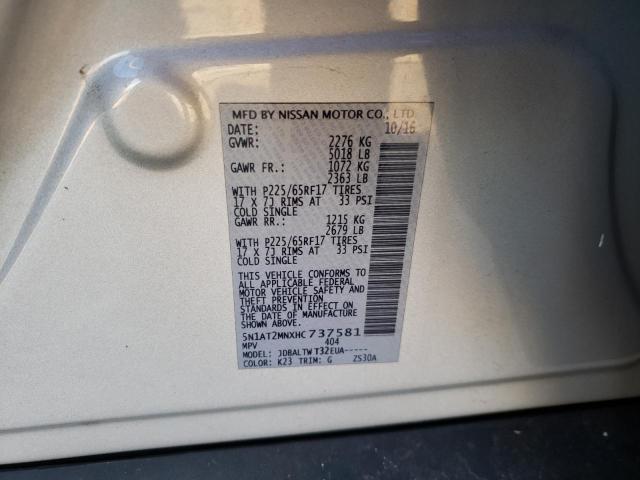 MFD BY NISSAN MOTOR CO., LTD.
DATE: 10/16
GVWR: 2276 KG
5018 LB
GAWR FR.: 1072 KG
2363 LB
WITH P225/65RF17 TIRES
17 X 7J RIMS AT 33 PSI
COLD SINGLE
GAWR RR.: 1215 KG
2679 LB
WITH P225/65RF17 TIRES
17 X 7J RIMS AT 33 PSI
COLD SINGLE
THIS VEHICLE CONFORMS TO
ALL APPLICABLE FEDERAL
MOTOR VEHICLE SAFETY AND
THEFT PREVENTION
STANDARDS IN EFFECT ON
THE DATE OF MANUFACTURE
SHOWN ABOVE.
5N1AT2MNXHC737581
MPV 404
MODEL: JDBALTWT32EUA-----
COLOR: K23 TRIM: G ZS30A